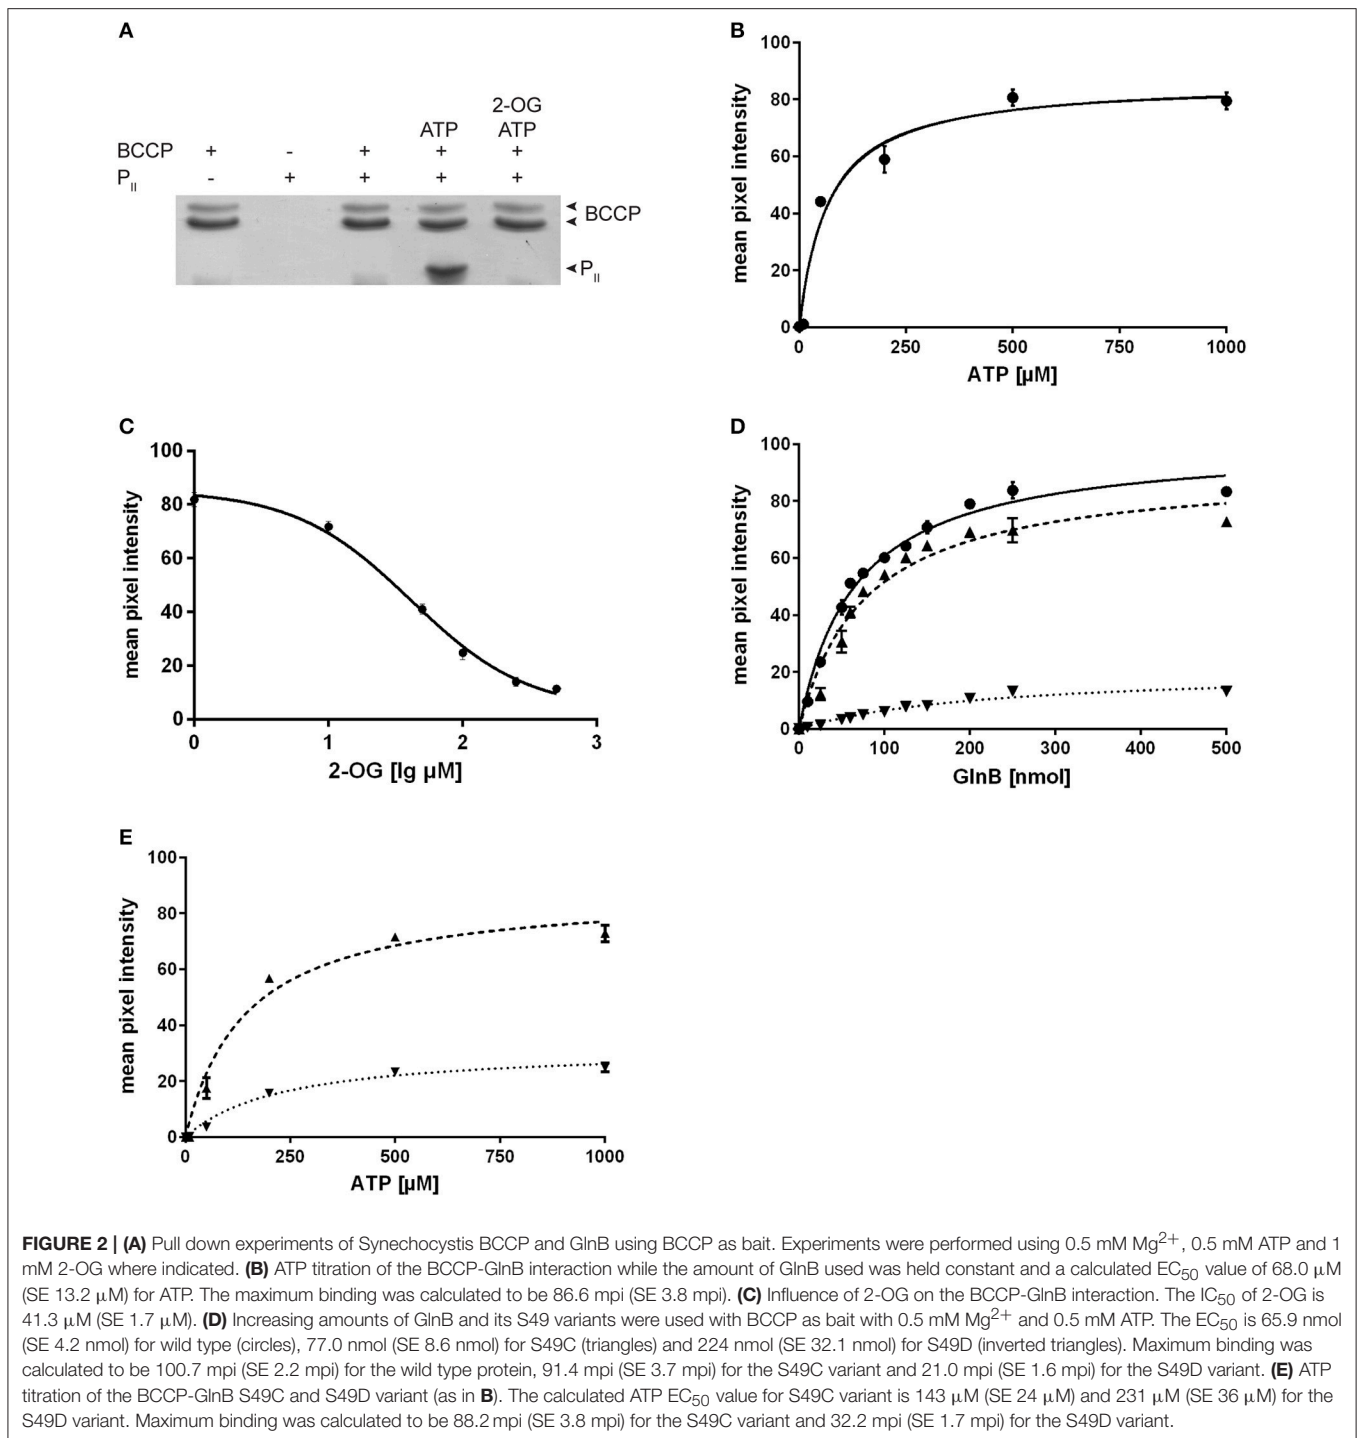 A
2-OG
ATP ATP
BCCP + - + + +
P II - + + + +
BCCP
P II
B
100
80
60
40
20
0
0 250 500 750 1000
mean pixel intensity
ATP [µM]
C
100
80
60
40
20
0
0 1 2 3
mean pixel intensity
2-OG [lg µM]
D
100
80
60
40
20
0
0 100 200 300 400 500
mean pixel intensity
GlnB [nmol]
E
100
80
60
40
20
0
0 250 500 750 1000
mean pixel intensity
ATP [µM]
FIGURE 2 | (A) Pull down experiments of Synechocystis BCCP and GlnB using BCCP as bait. Experiments were performed using 0.5 mM Mg2+, 0.5 mM ATP and 1
mM 2-OG where indicated. (B) ATP titration of the BCCP-GlnB interaction while the amount of GlnB used was held constant and a calculated EC50 value of 68.0 µM
(SE 13.2 µM) for ATP. The maximum binding was calculated to be 86.6 mpi (SE 3.8 mpi). (C) Influence of 2-OG on the BCCP-GlnB interaction. The IC50 of 2-OG is
41.3 µM (SE 1.7 µM). (D) Increasing amounts of GlnB and its S49 variants were used with BCCP as bait with 0.5 mM Mg2+ and 0.5 mM ATP. The EC50 is 65.9 nmol
(SE 4.2 nmol) for wild type (circles), 77.0 nmol (SE 8.6 nmol) for S49C (triangles) and 224 nmol (SE 32.1 nmol) for S49D (inverted triangles). Maximum binding was
calculated to be 100.7 mpi (SE 2.2 mpi) for the wild type protein, 91.4 mpi (SE 3.7 mpi) for the S49C variant and 21.0 mpi (SE 1.6 mpi) for the S49D variant. (E) ATP
titration of the BCCP-GlnB S49C and S49D variant (as in B). The calculated ATP EC50 value for S49C variant is 143 µM (SE 24 µM) and 231 µM (SE 36 µM) for the
S49D variant. Maximum binding was calculated to be 88.2 mpi (SE 3.8 mpi) for the S49C variant and 32.2 mpi (SE 1.7 mpi) for the S49D variant.